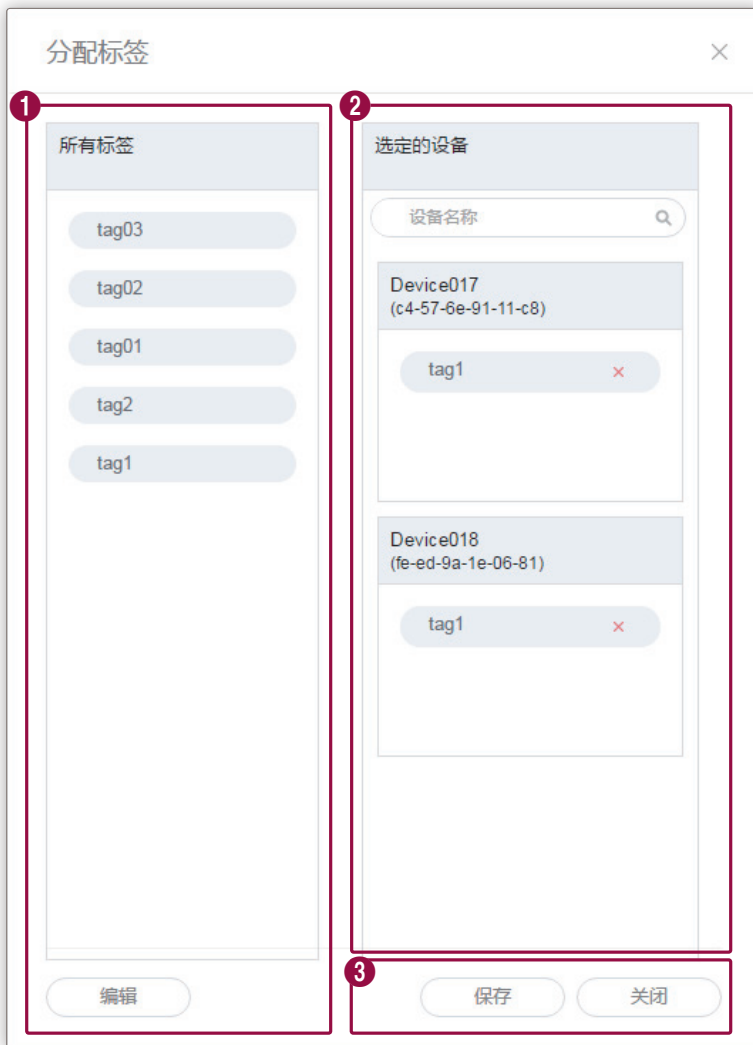 分配标签
1
所有标签
tag03
tag02
tag01
tag2
tag1
编辑
2
选定的设备
设备名称
Device017
(c4-57-6e-91-11-c8)
tag1
Device018
(fe-ed-9a-1e-06-81)
tag1
3
保存
关闭